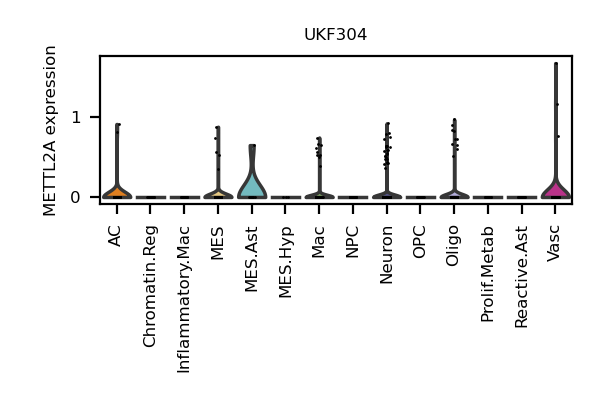 UKF304
METTL2A expression
1
0
AC
Chromatin.Reg
Inflammatory.Mac
MES
MES.Ast
MES.Hyp
Mac
NPC
Neuron
OPC
Oligo
Prolif.Metab
Reactive.Ast
Vasc